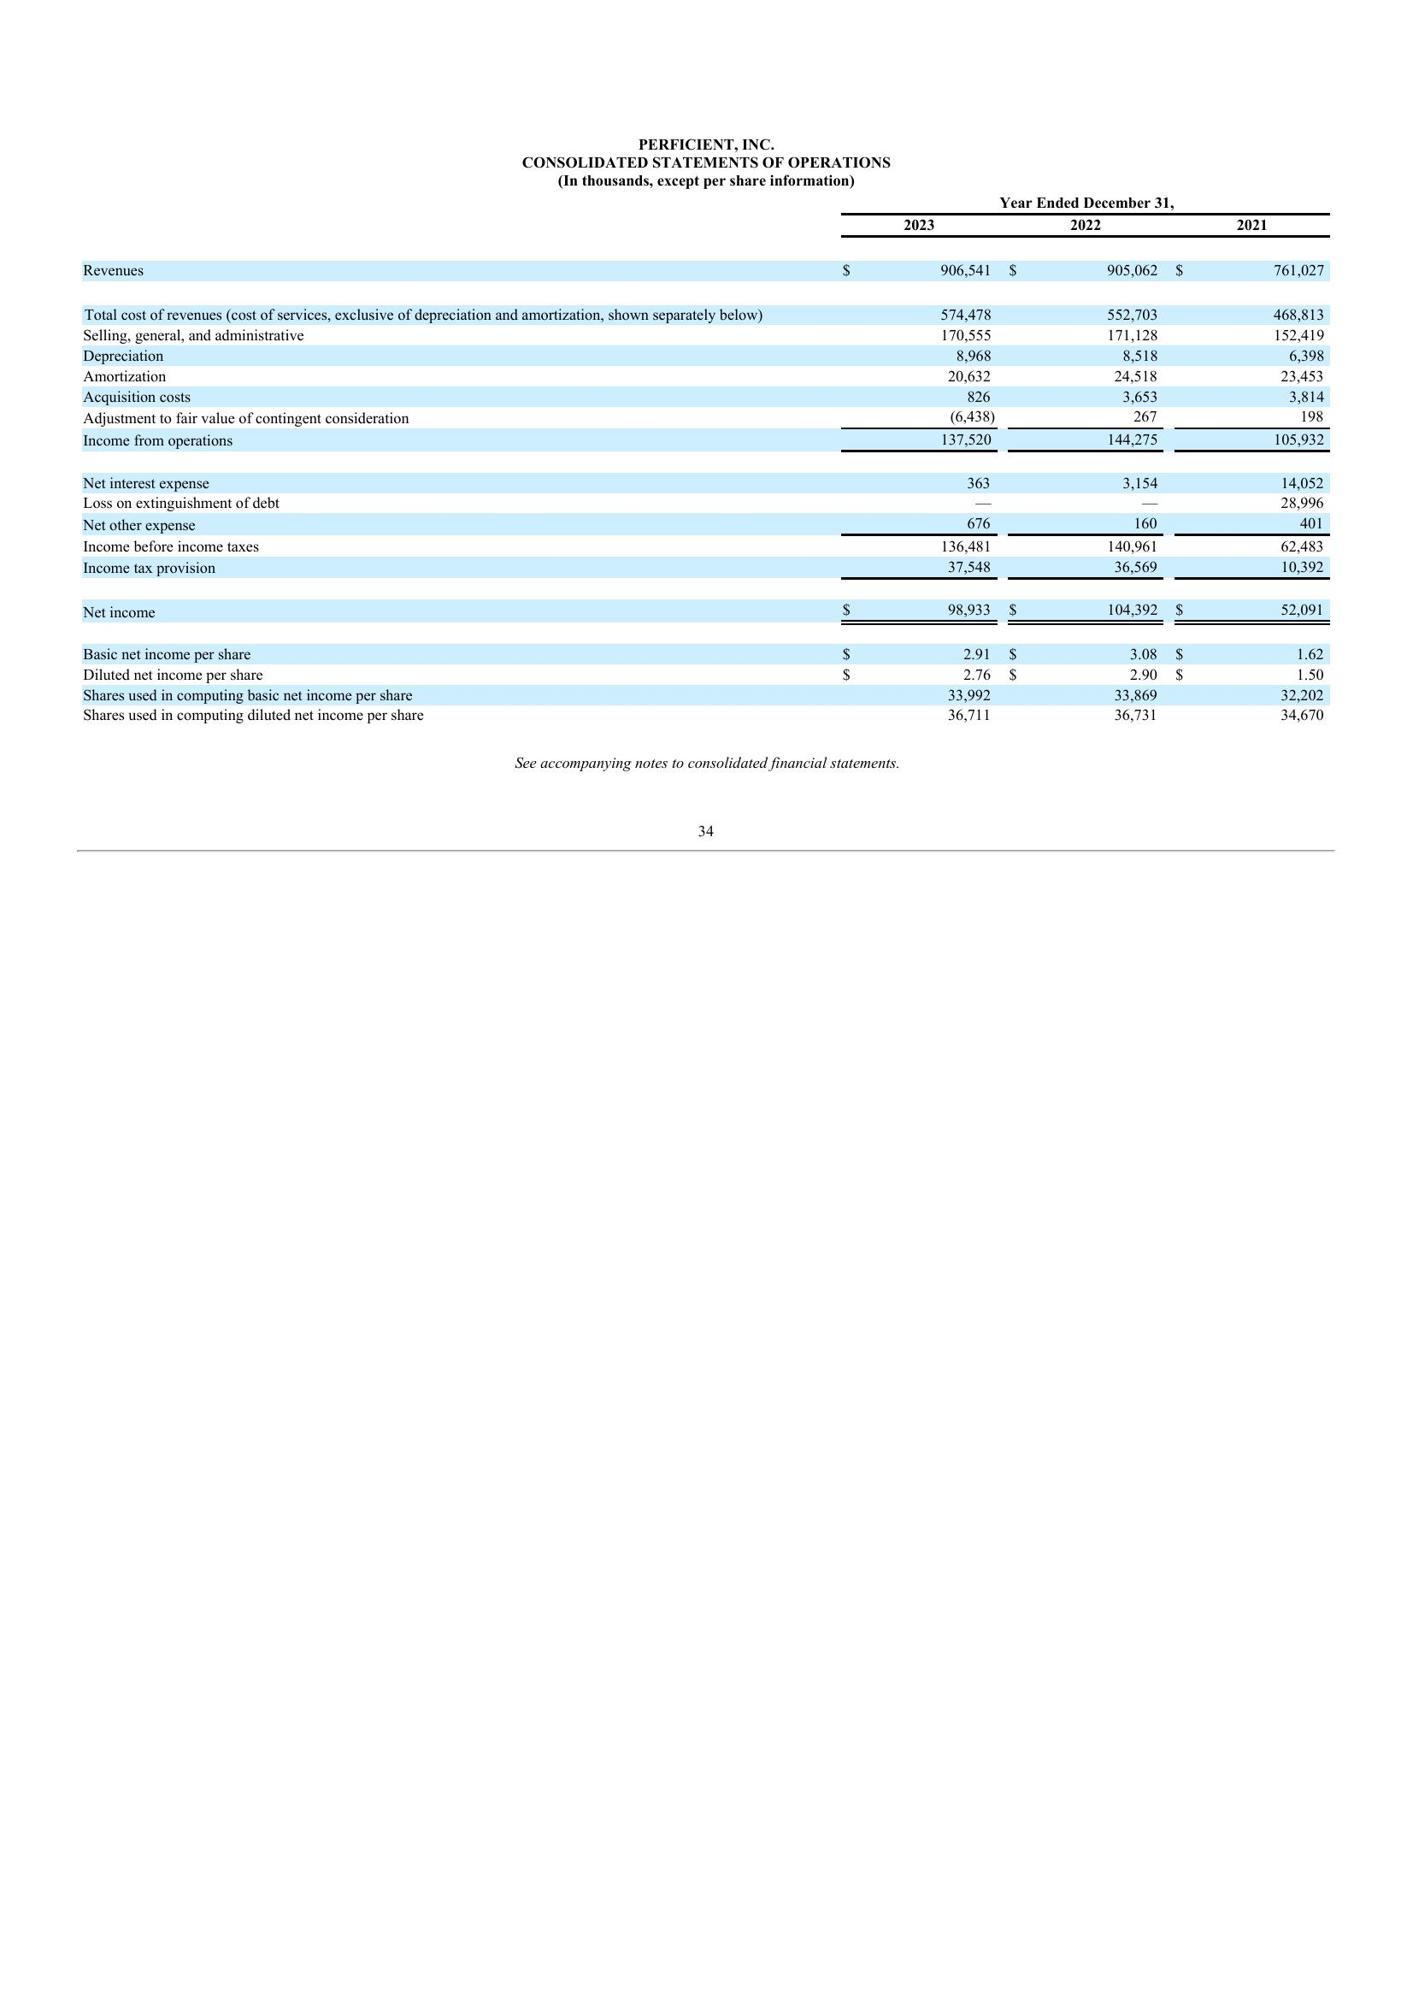 PERFICIENT, INC.
CONSOLIDATED STATEMENTS OF OPERATIONS
(In thousands, except per share information)
Year Ended December 31,
2023 2022 2021
Revenues $ 906,541 $ 905,062 $ 761,027
Total cost of revenues (cost of services, exclusive of depreciation and amortization, shown separately below) 574,478 552,703 468,813
Selling, general, and administrative 170,555 171,128 152,419
Depreciation 8,968 8,518 6,398
Amortization 20,632 24,518 23,453
Acquisition costs 826 3,653 3,814
Adjustment to fair value of contingent consideration (6,438) 267 198
Income from operations 137,520 144,275 105,932
Net interest expense 363 3,154 14,052
Loss on extinguishment of debt — — 28,996
Net other expense 676 160 401
Income before income taxes 136,481 140,961 62,483
Income tax provision 37,548 36,569 10,392
Net income $ 98,933 $ 104,392 $ 52,091
Basic net income per share $ 2.91 $ 3.08 $ 1.62
Diluted net income per share $ 2.76 $ 2.90 $ 1.50
Shares used in computing basic net income per share 33,992 33,869 32,202
Shares used in computing diluted net income per share 36,711 36,731 34,670
See accompanying notes to consolidated financial statements.
34